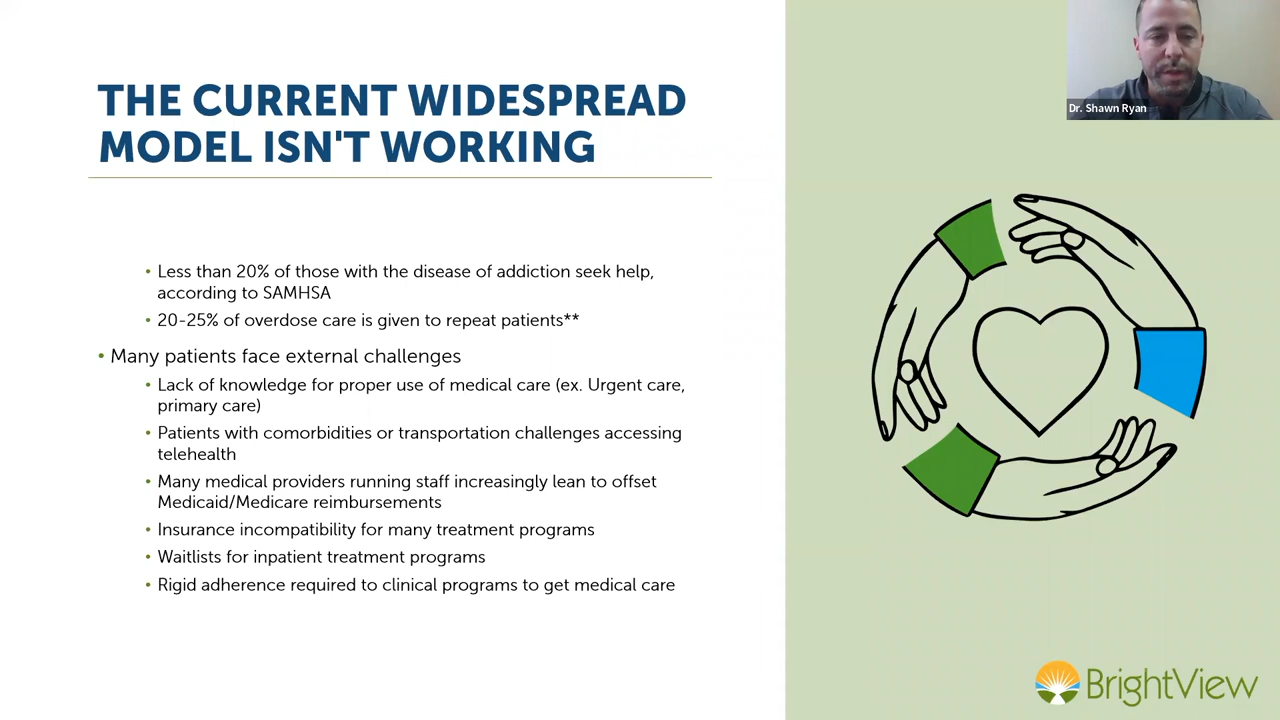 THE CURRENT WIDESPREAD
MODEL ISN'T WORKING
• Less than 20% of those with the disease of addiction seek help,
according to SAMHSA
• 20-25% of overdose care is given to repeat patients**
• Many patients face external challenges
• Lack of knowledge for proper use of medical care (ex. Urgent care,
primary care)
• Patients with comorbidities or transportation challenges accessing
telehealth
• Many medical providers running staff increasingly lean to offset
Medicaid/Medicare reimbursements
• Insurance incompatibility for many treatment programs
• Waitlists for inpatient treatment programs
• Rigid adherence required to clinical programs to get medical care
Dr. Shawn Ryan
BrightView